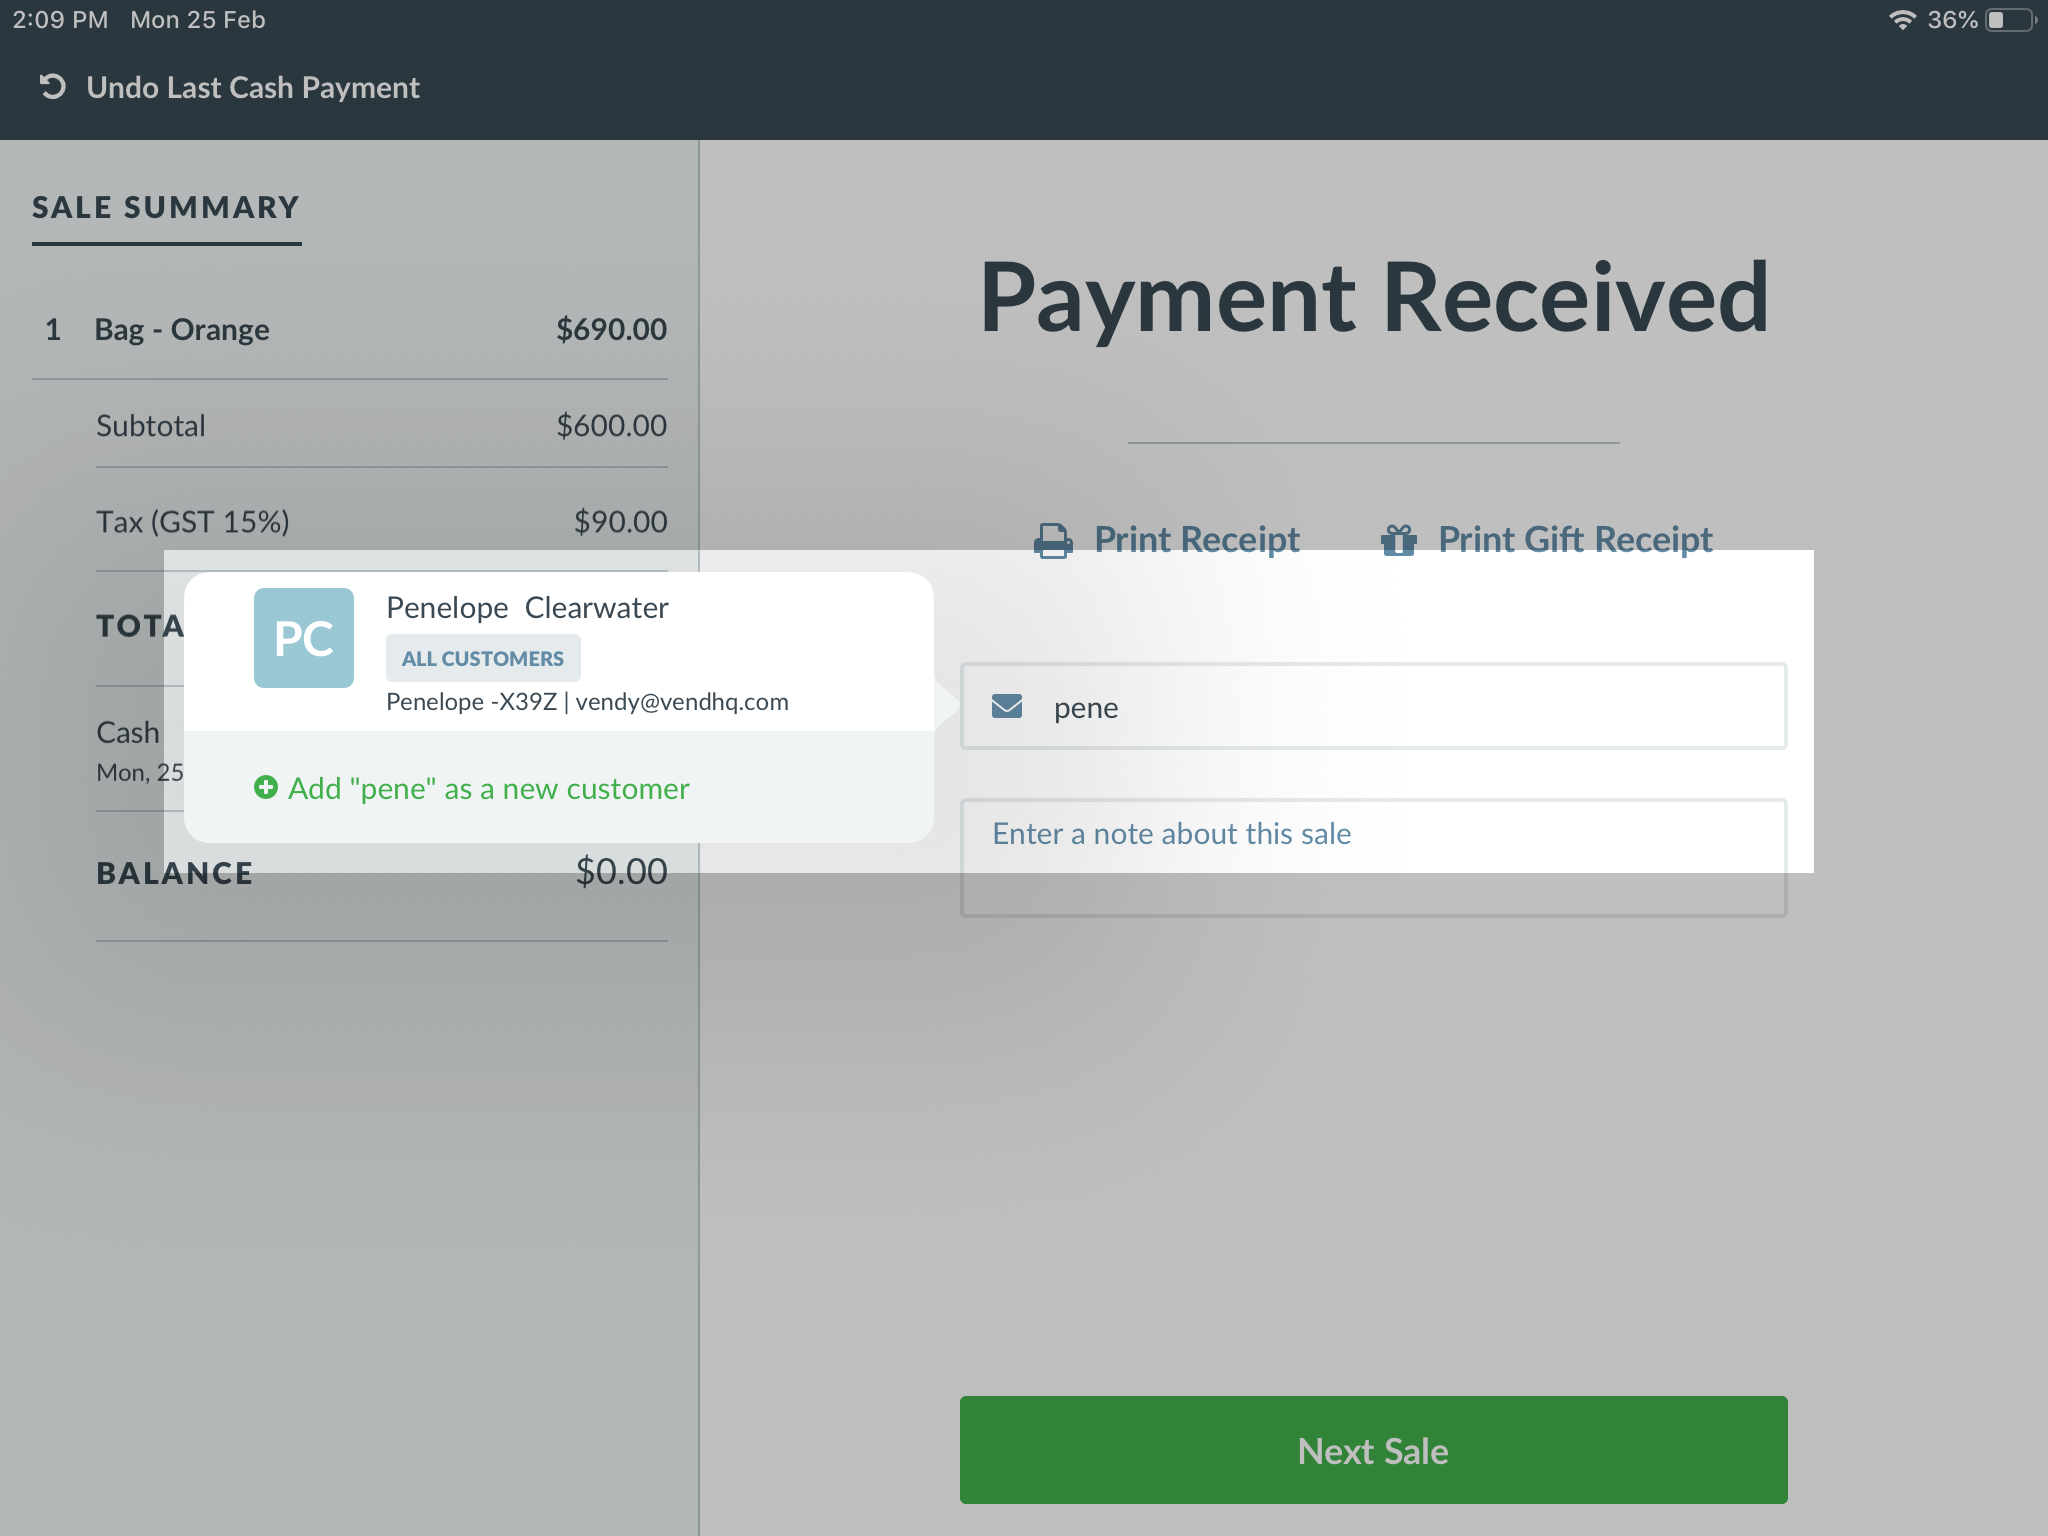 2:09 PM Mon 25 Feb 36%
Undo Last Cash Payment
SALE SUMMARY
1 Bag - Orange $690.00
Subtotal $600.00
Tax (GST 15%) $90.00
TOTA
Cash
Mon, 25
BALANCE $0.00
Penelope Clearwater
PC
ALL CUSTOMERS
Penelope -X39Z | vendy@vendhq.com
Add "pene" as a new customer
Payment Received
Print Receipt Print Gift Receipt
pene
Enter a note about this sale
Next Sale